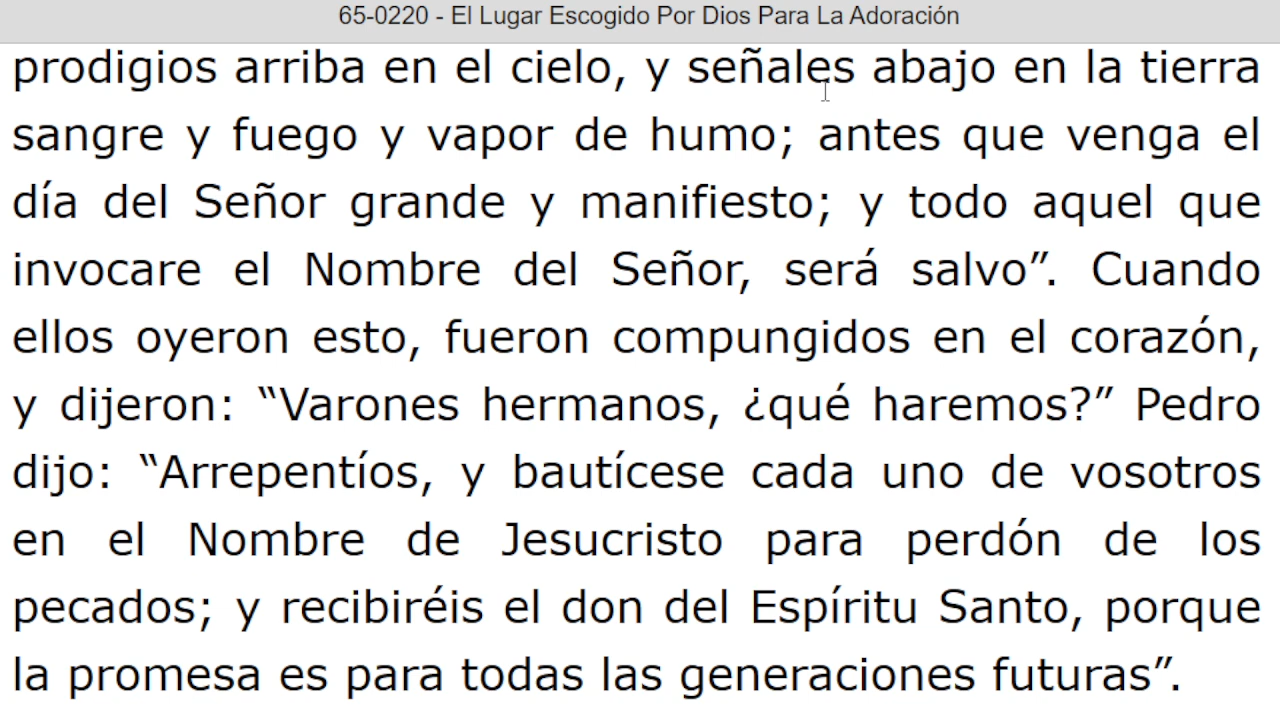 65-0220 - El Lugar Escogido Por Dios Para La Adoración
prodigios arriba en el cielo, y señales abajo en la tierra
sangre y fuego y vapor de humo; antes que venga el
día del Señor grande y manifiesto; y todo aquel que
invocare el Nombre del Señor, será salvo”. Cuando
ellos oyeron esto, fueron compungidos en el corazón,
y dijeron: “Varones hermanos, ¿qué haremos?” Pedro
dijo: “Arrepentíos, y bautícese cada uno de vosotros
en el Nombre de Jesucristo para perdón de los
pecados; y recibiréis el don del Espíritu Santo, porque
la promesa es para todas las generaciones futuras”.